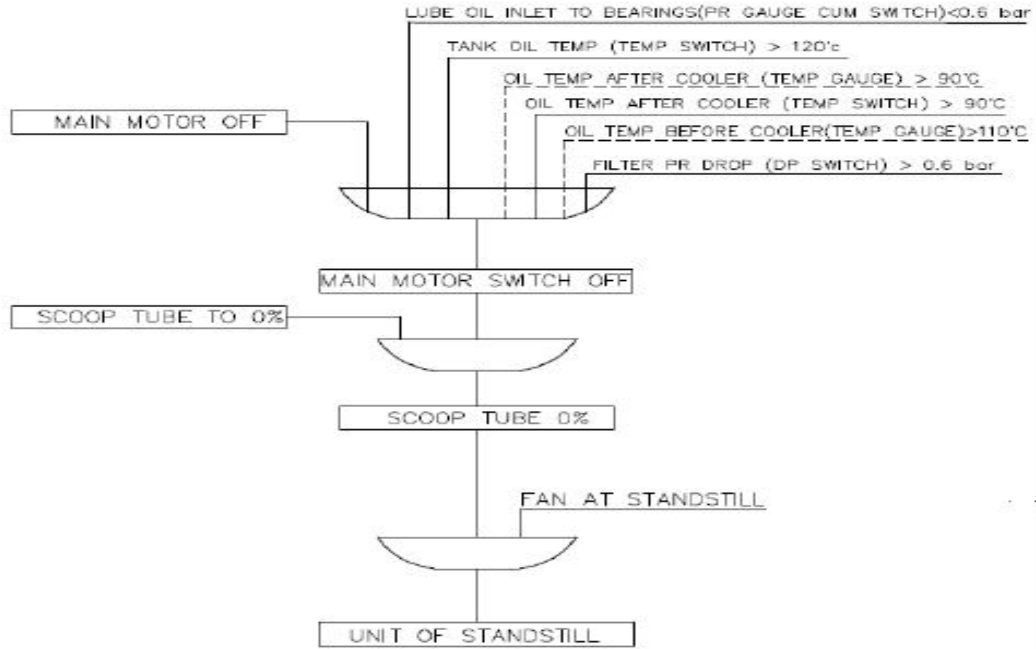 LUBE OIL INLET TO BEARINGS(PR GAUGE CUM SWITCH)<0.6 bar
TANK OIL TEMP (TEMP SWITCH) > 120'c
OIL TEMP AFTER COOLER (TEMP GAUGE) > 90°C
OIL TEMP AFTER COOLER (TEMP SWITCH) > 90°C
MAIN MOTOR OFF
OIL TEMP BEFORE COOLER(TEMP GAUGE)>110°C
FILTER PR DROP (DP SWITCH) > 0.6 bar
MAIN MOTOR SWITCH OFF
SCOOP TUBE TO 0%
SCOOP TUBE 0%
FAN AT STANDSTILL
UNIT OF STANDSTILL